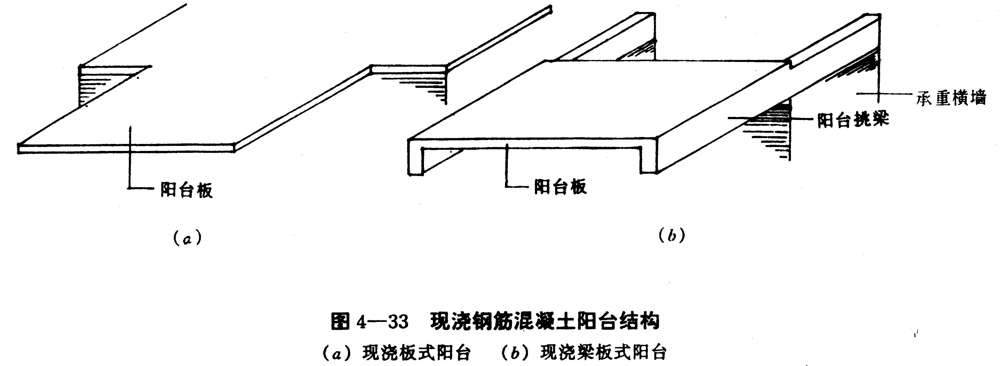 承重横墙
阳台挑梁
阳台板
阳台板
(a)
(b)
图 4—33 现浇钢筋混凝土阳台结构
(a) 现浇板式阳台 (b) 现浇梁板式阳台